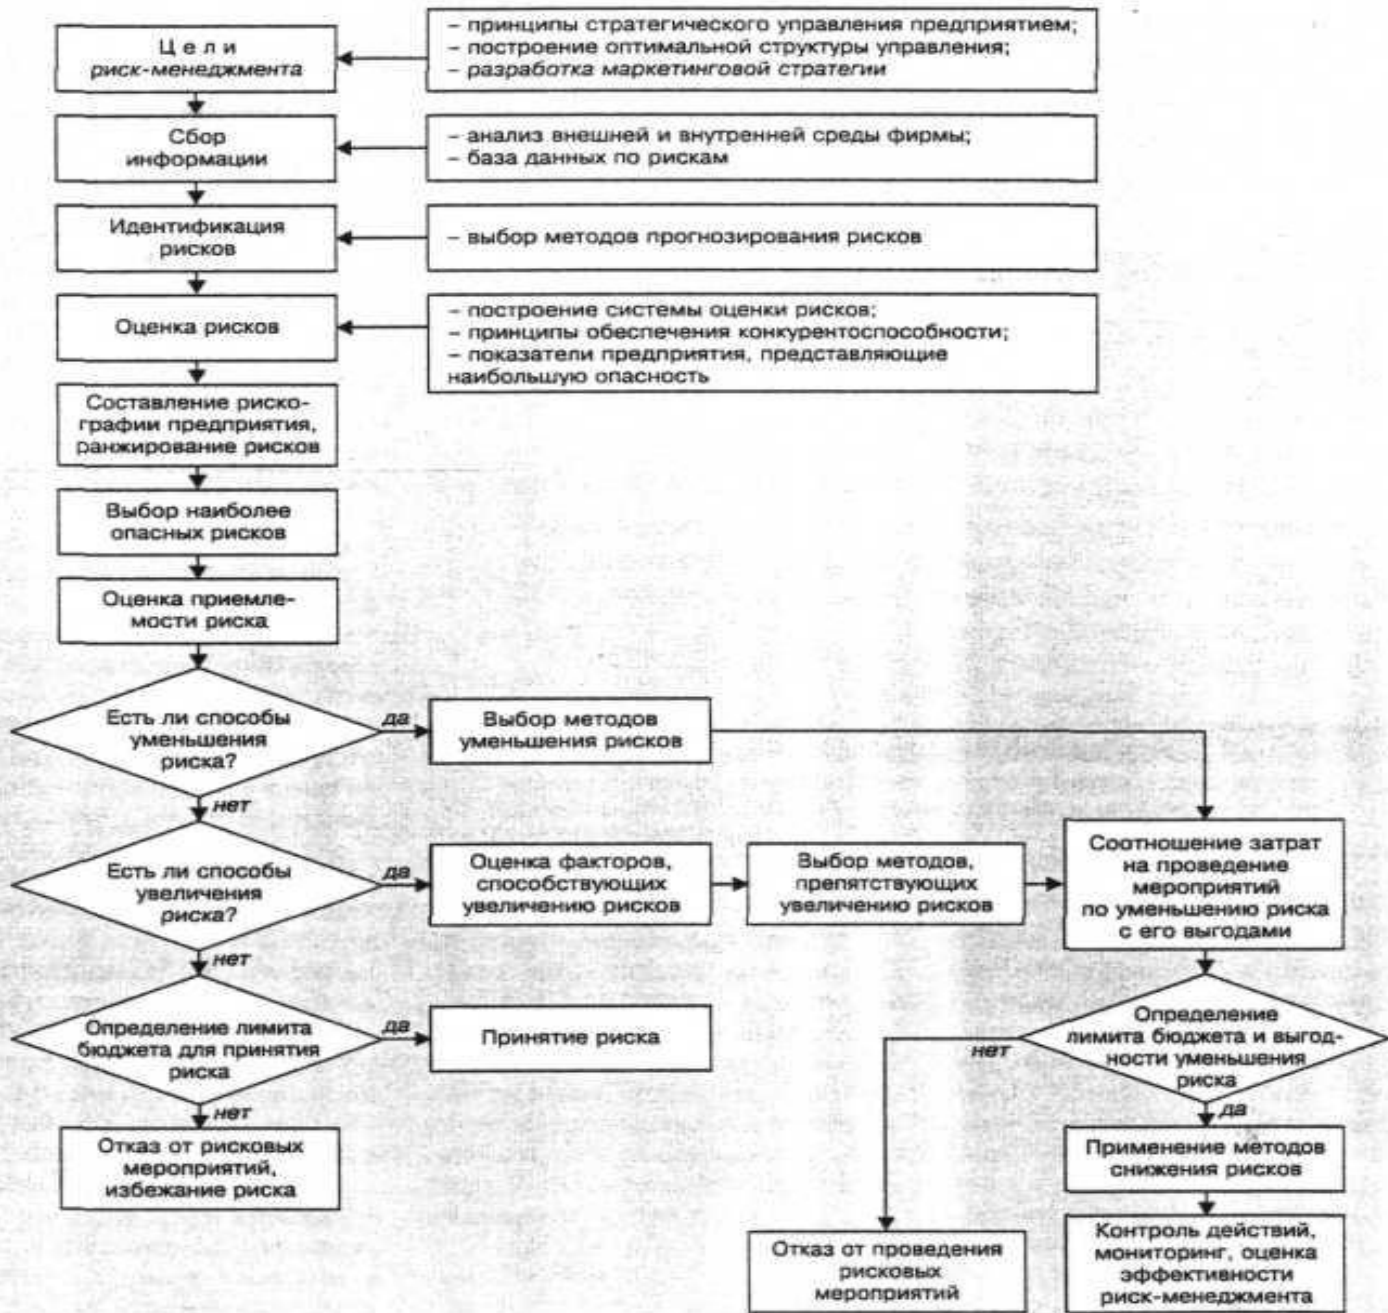 Цели
риск-менеджмента
– принципы стратегического управления предприятием;
– построение оптимальной структуры управления;
– разработка маркетинговой стратегии
Сбор
информации
– анализ внешней и внутренней среды фирмы;
– база данных по рискам
Идентификация
рисков
– выбор методов прогнозирования рисков
Оценка рисков
– построение системы оценки рисков;
– принципы обеспечения конкурентоспособности;
– показатели предприятия, представляющие
наибольшую опасность
Составление риско-
графии предприятия,
ранжирование рисков
Выбор наиболее
опасных рисков
Оценка приемле-
мости риска
Есть ли способы
уменьшения
риска?
да
Выбор методов
уменьшения рисков
нет
Есть ли способы
увеличения
риска?
да
Оценка факторов,
способствующих
увеличению рисков
Выбор методов,
препятствующих
увеличению рисков
Соотношение затрат
на проведение
мероприятий
по уменьшению риска
с его выгодами
нет
Определение лимита
бюджета для принятия
риска
да
Принятие риска
Определение
лимита бюджета и выгод-
ности уменьшения
риска
нет
да
нет
Отказ от рисковых
мероприятий,
избежание риска
Применение методов
снижения рисков
Отказ от проведения
рисковых
мероприятий
Контроль действий,
мониторинг, оценка
эффективности
риск-менеджмента